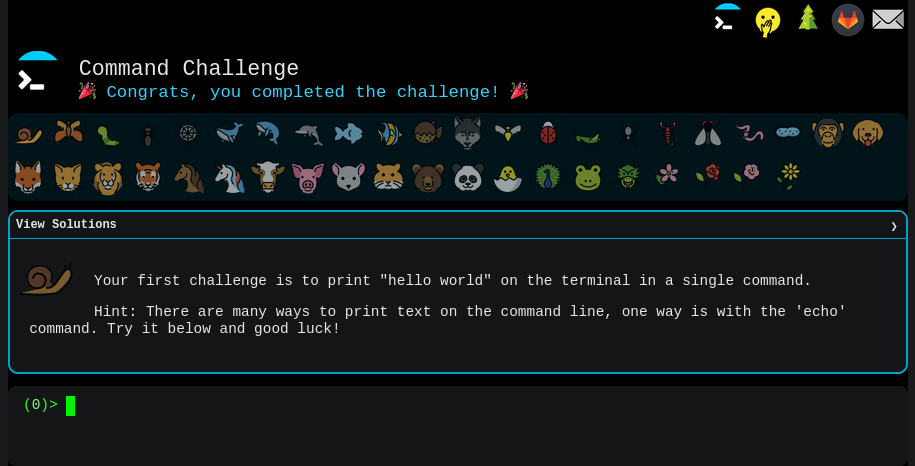 Command Challenge
🎉 Congrats, you completed the challenge! 🎉
View Solutions ❯
Your first challenge is to print "hello world" on the terminal in a single command.
Hint: There are many ways to print text on the command line, one way is with the 'echo'
command. Try it below and good luck!
(0)>